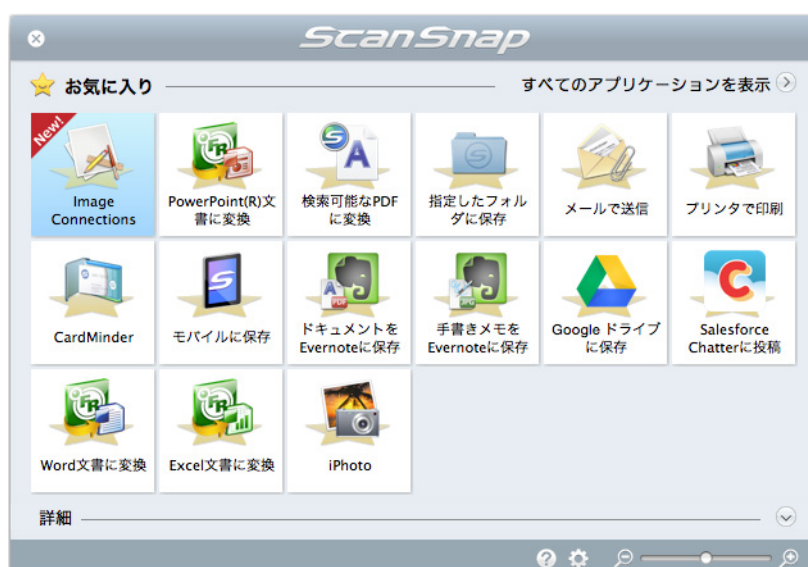 ScanSnap
お気に入り
すべてのアプリケーションを表示
New!
Image
Connections
PowerPoint(R)文
書に変換
検索可能なPDF
に変換
指定したフォル
ダに保存
メールで送信
プリンタで印刷
CardMinder
モバイルに保存
PDF
ドキュメントを
Evernoteに保存
JPG
手書きメモを
Evernoteに保存
Google ドライブ
に保存
Salesforce
Chatterに投稿
Word文書に変換
Excel文書に変換
iPhoto
詳細